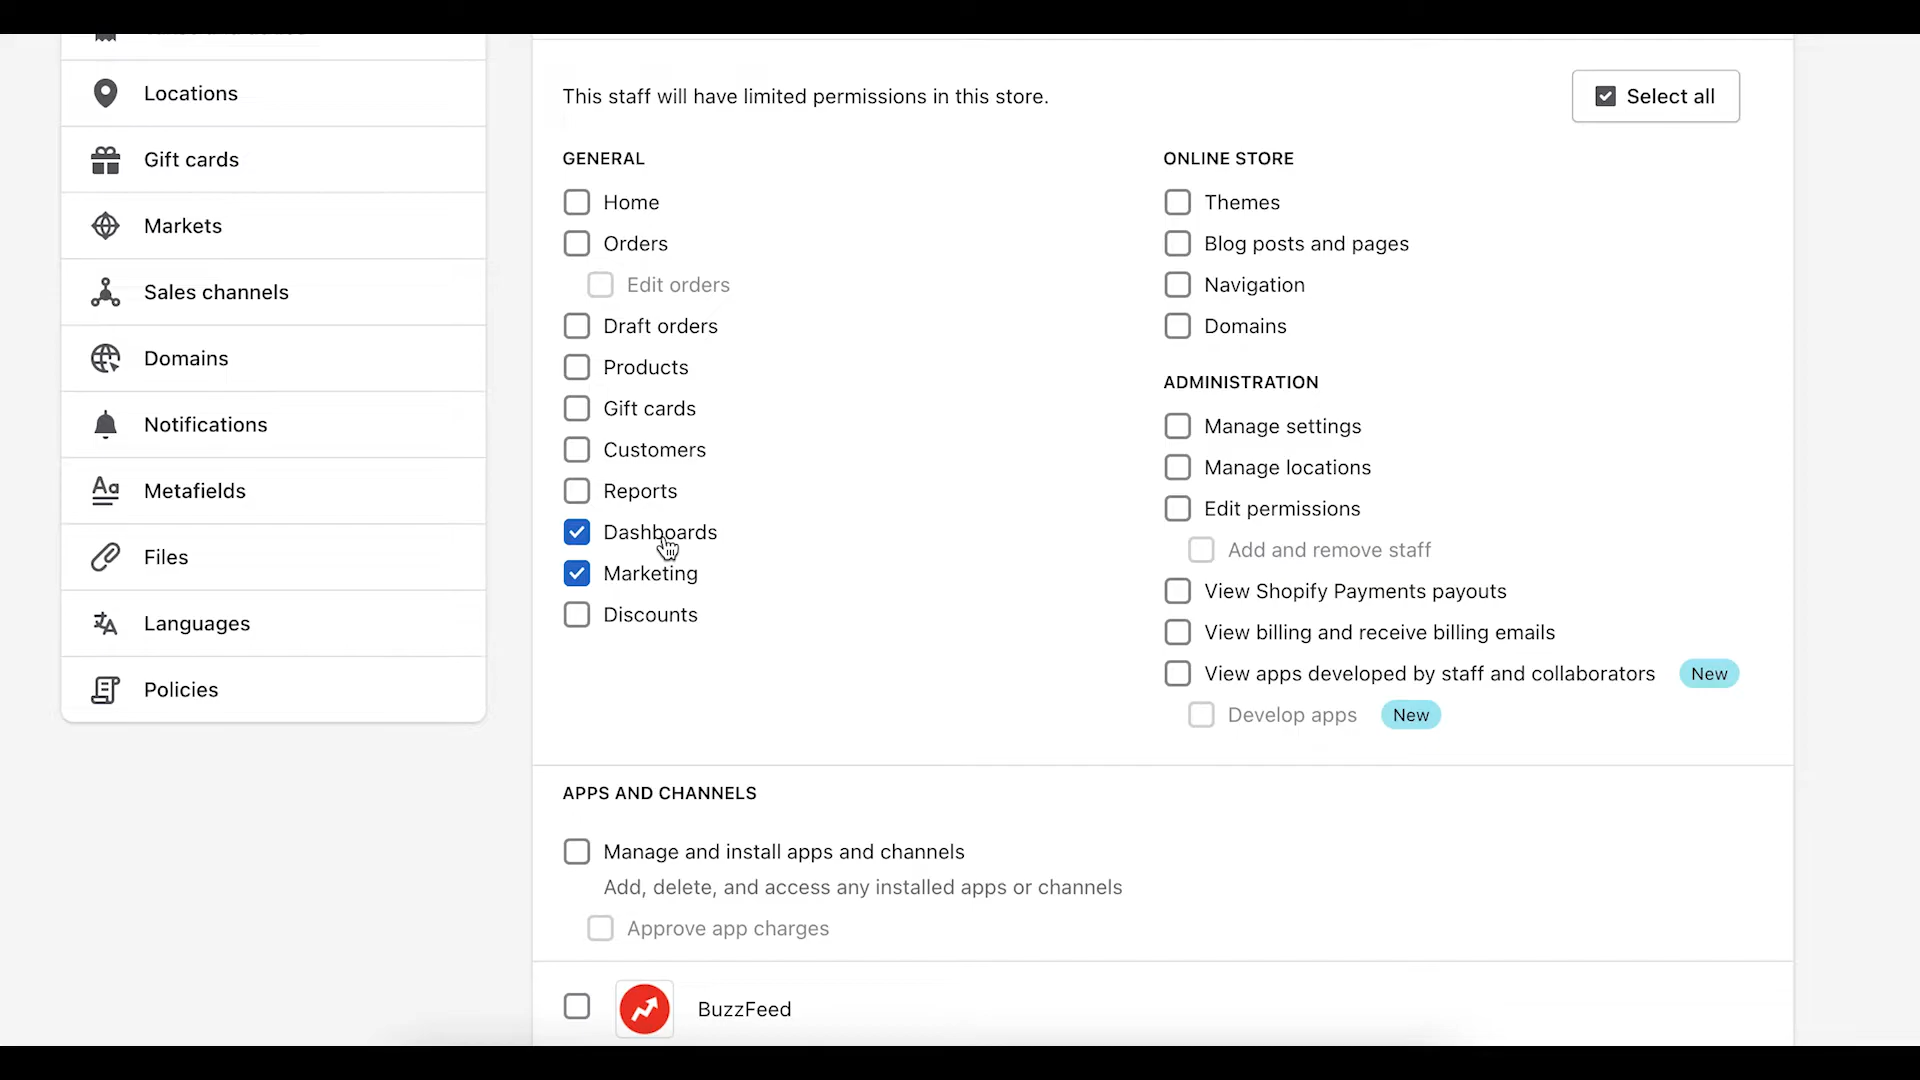 Locations
Gift cards
Markets
Sales channels
Domains
Notifications
Metafields
Files
Languages
Policies
This staff will have limited permissions in this store.
Select all
GENERAL
Home
Orders
Edit orders
Draft orders
Products
Gift cards
Customers
Reports
Dashboards
Marketing
Discounts
ONLINE STORE
Themes
Blog posts and pages
Navigation
Domains
ADMINISTRATION
Manage settings
Manage locations
Edit permissions
Add and remove staff
View Shopify Payments payouts
View billing and receive billing emails
View apps developed by staff and collaborators New
Develop apps New
APPS AND CHANNELS
Manage and install apps and channels
Add, delete, and access any installed apps or channels
Approve app charges
BuzzFeed